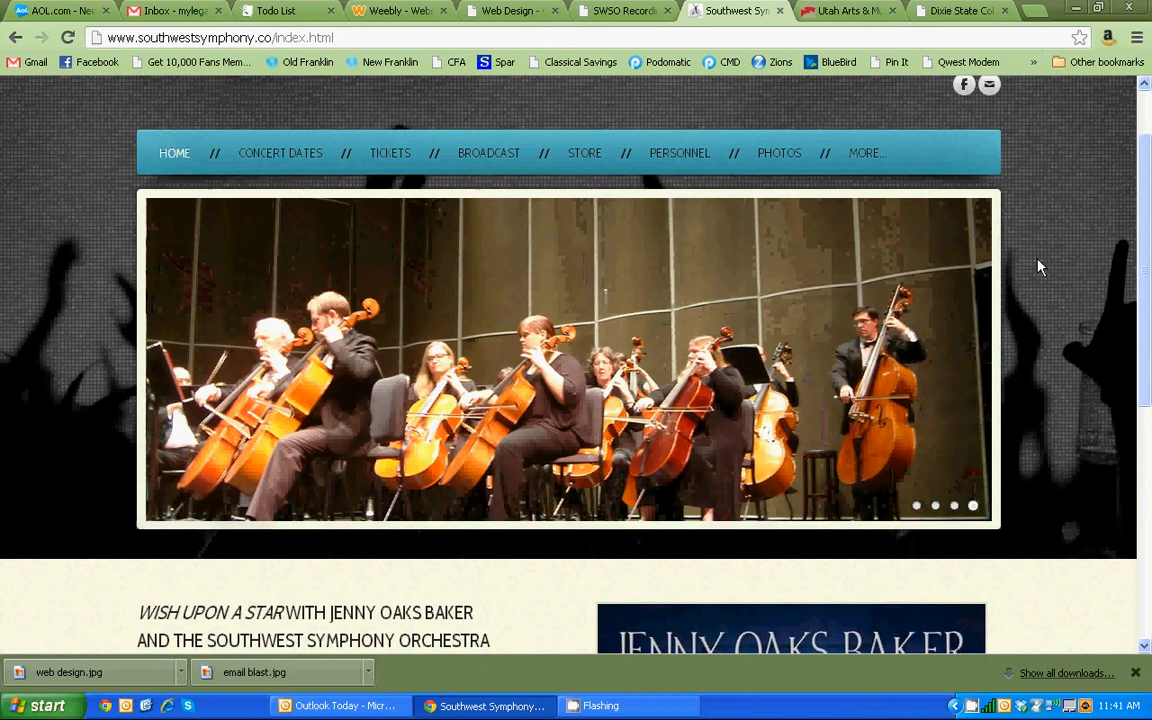 AOL.com - Nev
Inbox - myleg
Todo List
Weebly - Web
Web Design -
SWSO Recordi
Southwest Syn
Utah Arts & M
Dixie State Co
www.southwestsymphony.co/index.html
Gmail Facebook Get 10,000 Fans Mem... Old Franklin New Franklin CFA Spar Classical Savings Podomatic CMD Zions BlueBird Pin It Qwest Modem » Other bookmarks
HOME // CONCERT DATES // TICKETS // BROADCAST // STORE // PERSONNEL // PHOTOS // MORE...
WISH UPON A STAR WITH JENNY OAKS BAKER
AND THE SOUTHWEST SYMPHONY ORCHESTRA
JENNY OAKS BAKER
web design.jpg
email blast.jpg
Show all downloads...
start
Outlook Today - Micr...
Southwest Symphony...
Flashing
11:41 AM